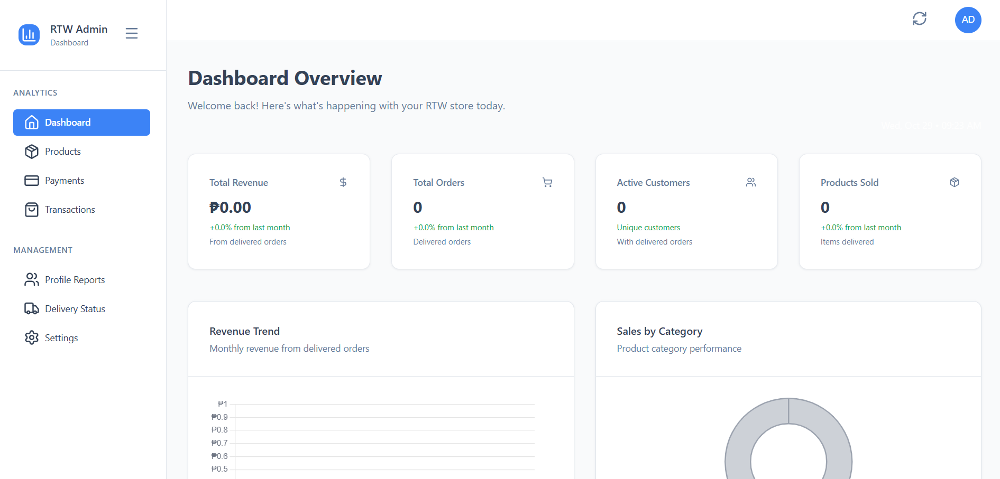 RTW Admin
Dashboard
AD
ANALYTICS
Dashboard
Products
Payments
Transactions
MANAGEMENT
Profile Reports
Delivery Status
Settings
Dashboard Overview
Welcome back! Here's what's happening with your RTW store today.
Total Revenue
₱0.00
+0.0% from last month
From delivered orders
Total Orders
0
+0.0% from last month
Delivered orders
Active Customers
0
Unique customers
With delivered orders
Products Sold
0
+0.0% from last month
Items delivered
Revenue Trend
Monthly revenue from delivered orders
₱1
₱0.9
₱0.8
₱0.7
₱0.6
₱0.5
Sales by Category
Product category performance